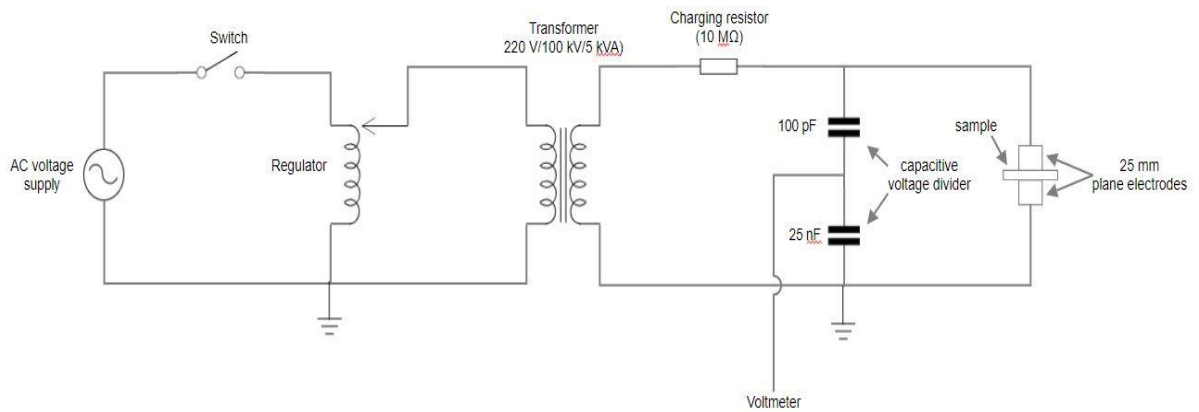 Switch
Transformer
220 V/100 kV/5 kVA)
Charging resistor
(10 MΩ)
AC voltage
supply
Regulator
100 pF
sample
capacitive
voltage divider
25 mm
plane electrodes
25 nF
Voltmeter